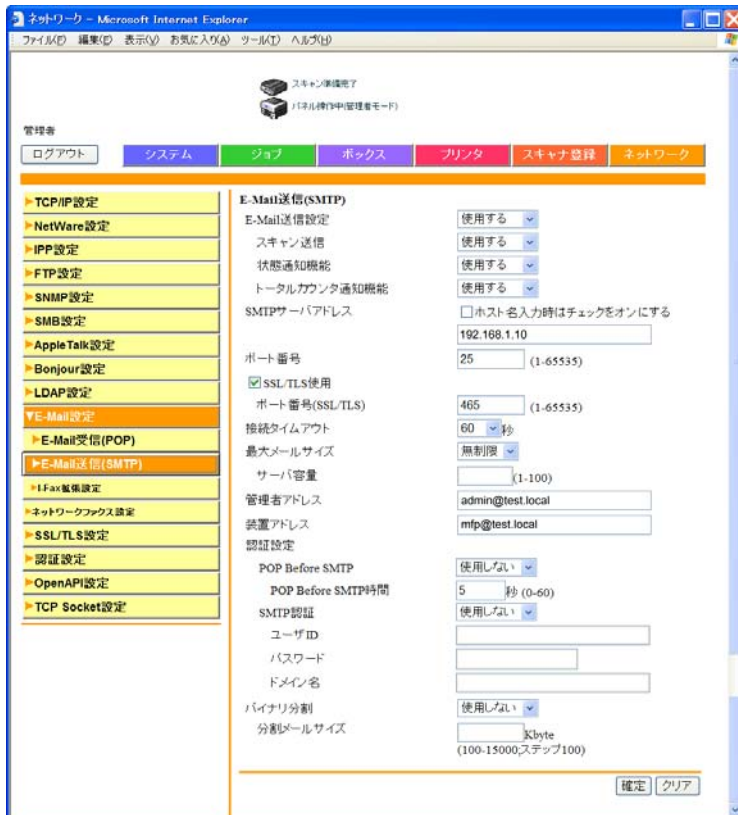 ネットワーク - Microsoft Internet Explorer
ファイル(F) 編集(E) 表示(V) お気に入り(A) ツール(T) ヘルプ(H)
スキャン準備完了
パネル操作中(管理者モード)
管理者
ログアウト システム ジョブ ボックス プリンタ スキャナ登録 ネットワーク
TCP/IP設定
NetWare設定
IPP設定
FTP設定
SNMP設定
SMB設定
AppleTalk設定
Bonjour設定
LDAP設定
E-Mail設定
E-Mail受信(POP)
E-Mail送信(SMTP)
I-Fax拡張設定
ネットワークファクス設定
SSL/TLS設定
認証設定
OpenAPI設定
TCP Socket設定
E-Mail送信(SMTP)
E-Mail送信設定 使用する
スキャン送信 使用する
状態通知機能 使用する
トータルカウンタ通知機能 使用する
SMTPサーバアドレス ホスト名入力時はチェックをオンにする
192.168.1.10
ポート番号 25 (1-65535)
SSL/TLS使用
ポート番号(SSL/TLS) 465 (1-65535)
接続タイムアウト 60 秒
最大メールサイズ 無制限
サーバ容量 (1-100)
管理者アドレス admin@test.local
装置アドレス mfp@test.local
認証設定
POP Before SMTP 使用しない
POP Before SMTP時間 5 秒 (0-60)
SMTP認証 使用しない
ユーザID
パスワード
ドメイン名
バイナリ分割 使用しない
分割メールサイズ Kbyte
(100-15000;ステップ100)
確定 クリア